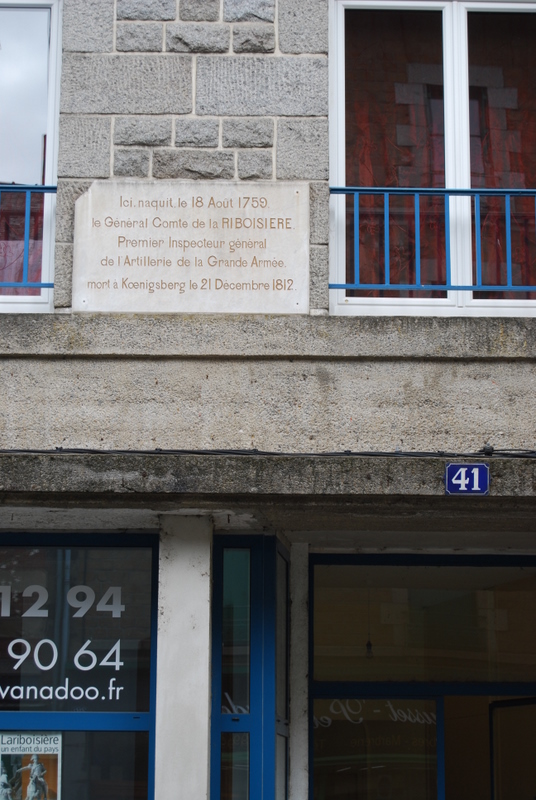 Ici, naquit, le 18 Août 1759,
le Général Comte de la RIBOISIERE,
Premier Inspecteur général
de l'Artillerie de la Grande Armée,
mort à Kœnigsberg le 21 Décembre 1812.
41
12 94
90 64
vanadoo.fr
Lariboisière
un enfant du pays